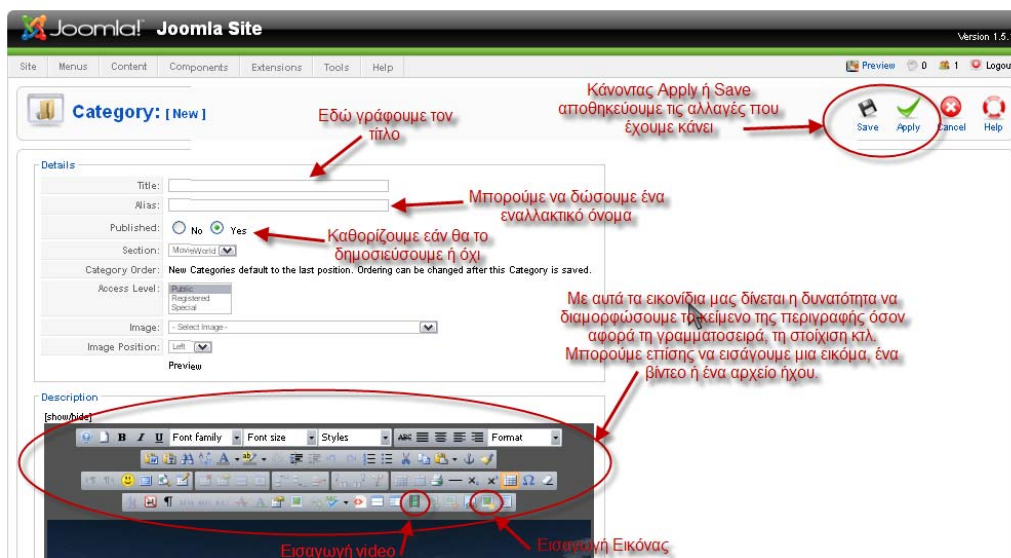 Joomla! Joomla Site
Version 1.5.
Site Menus Content Components Extensions Tools Help
Preview 0 1 Logou
Category: [ New ]
Εδώ γράφουμε τον
τίτλο
Κάνοντας Apply ή Save
αποθηκεύουμε τις αλλαγές που
έχουμε κάνει
Save Apply Cancel Help
Details
Title:
Alias:
Μπορούμε να δώσουμε ένα
εναλλακτικό όνομα
Published: No Yes
Καθορίζουμε εάν θα το
δημοσιεύσουμε ή όχι
Section: MovieWorld
Category Order: New Categories default to the last position. Ordering can be changed after this Category is saved.
Access Level: Public
Registered
Special
Με αυτά τα εικονίδια μας δίνεται η δυνατότητα να
διαμορφώσουμε το κείμενο της περιγραφής όσον
αφορά τη γραμματοσειρά, τη στοίχιση κτλ.
Μπορούμε επίσης να εισάγουμε μια εικόμα, ένα
βίντεο ή ένα αρχείο ήχου.
Image: - Select Image -
Image Position: Left
Preview
Description
[show/hide]
B I U Font family Font size Styles ABC Format
Εισαγωγή video
Εισαγωγή Εικόνας